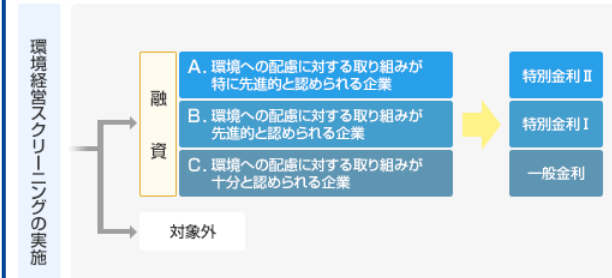 環境経営スクリーニングの実施
融資
A. 環境への配慮に対する取り組みが
特に先進的と認められる企業
B. 環境への配慮に対する取り組みが
先進的と認められる企業
C. 環境への配慮に対する取り組みが
十分と認められる企業
特別金利Ⅱ
特別金利Ⅰ
一般金利
対象外